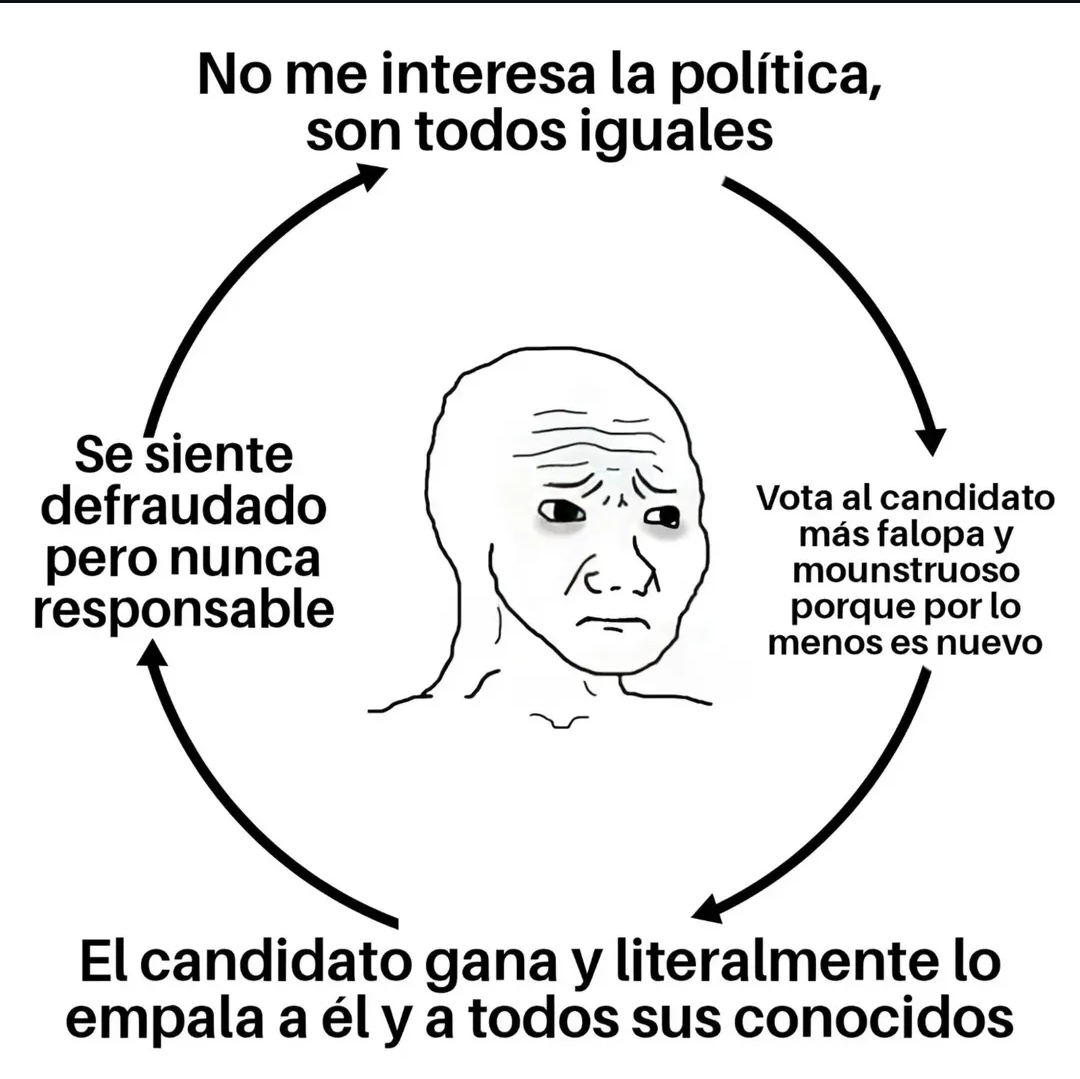 No me interesa la política,
son todos iguales
Vota al candidato
más falopa y
mounstruoso
porque por lo
menos es nuevo
El candidato gana y literalmente lo
empala a él y a todos sus conocidos
Se siente
defraudado
pero nunca
responsable